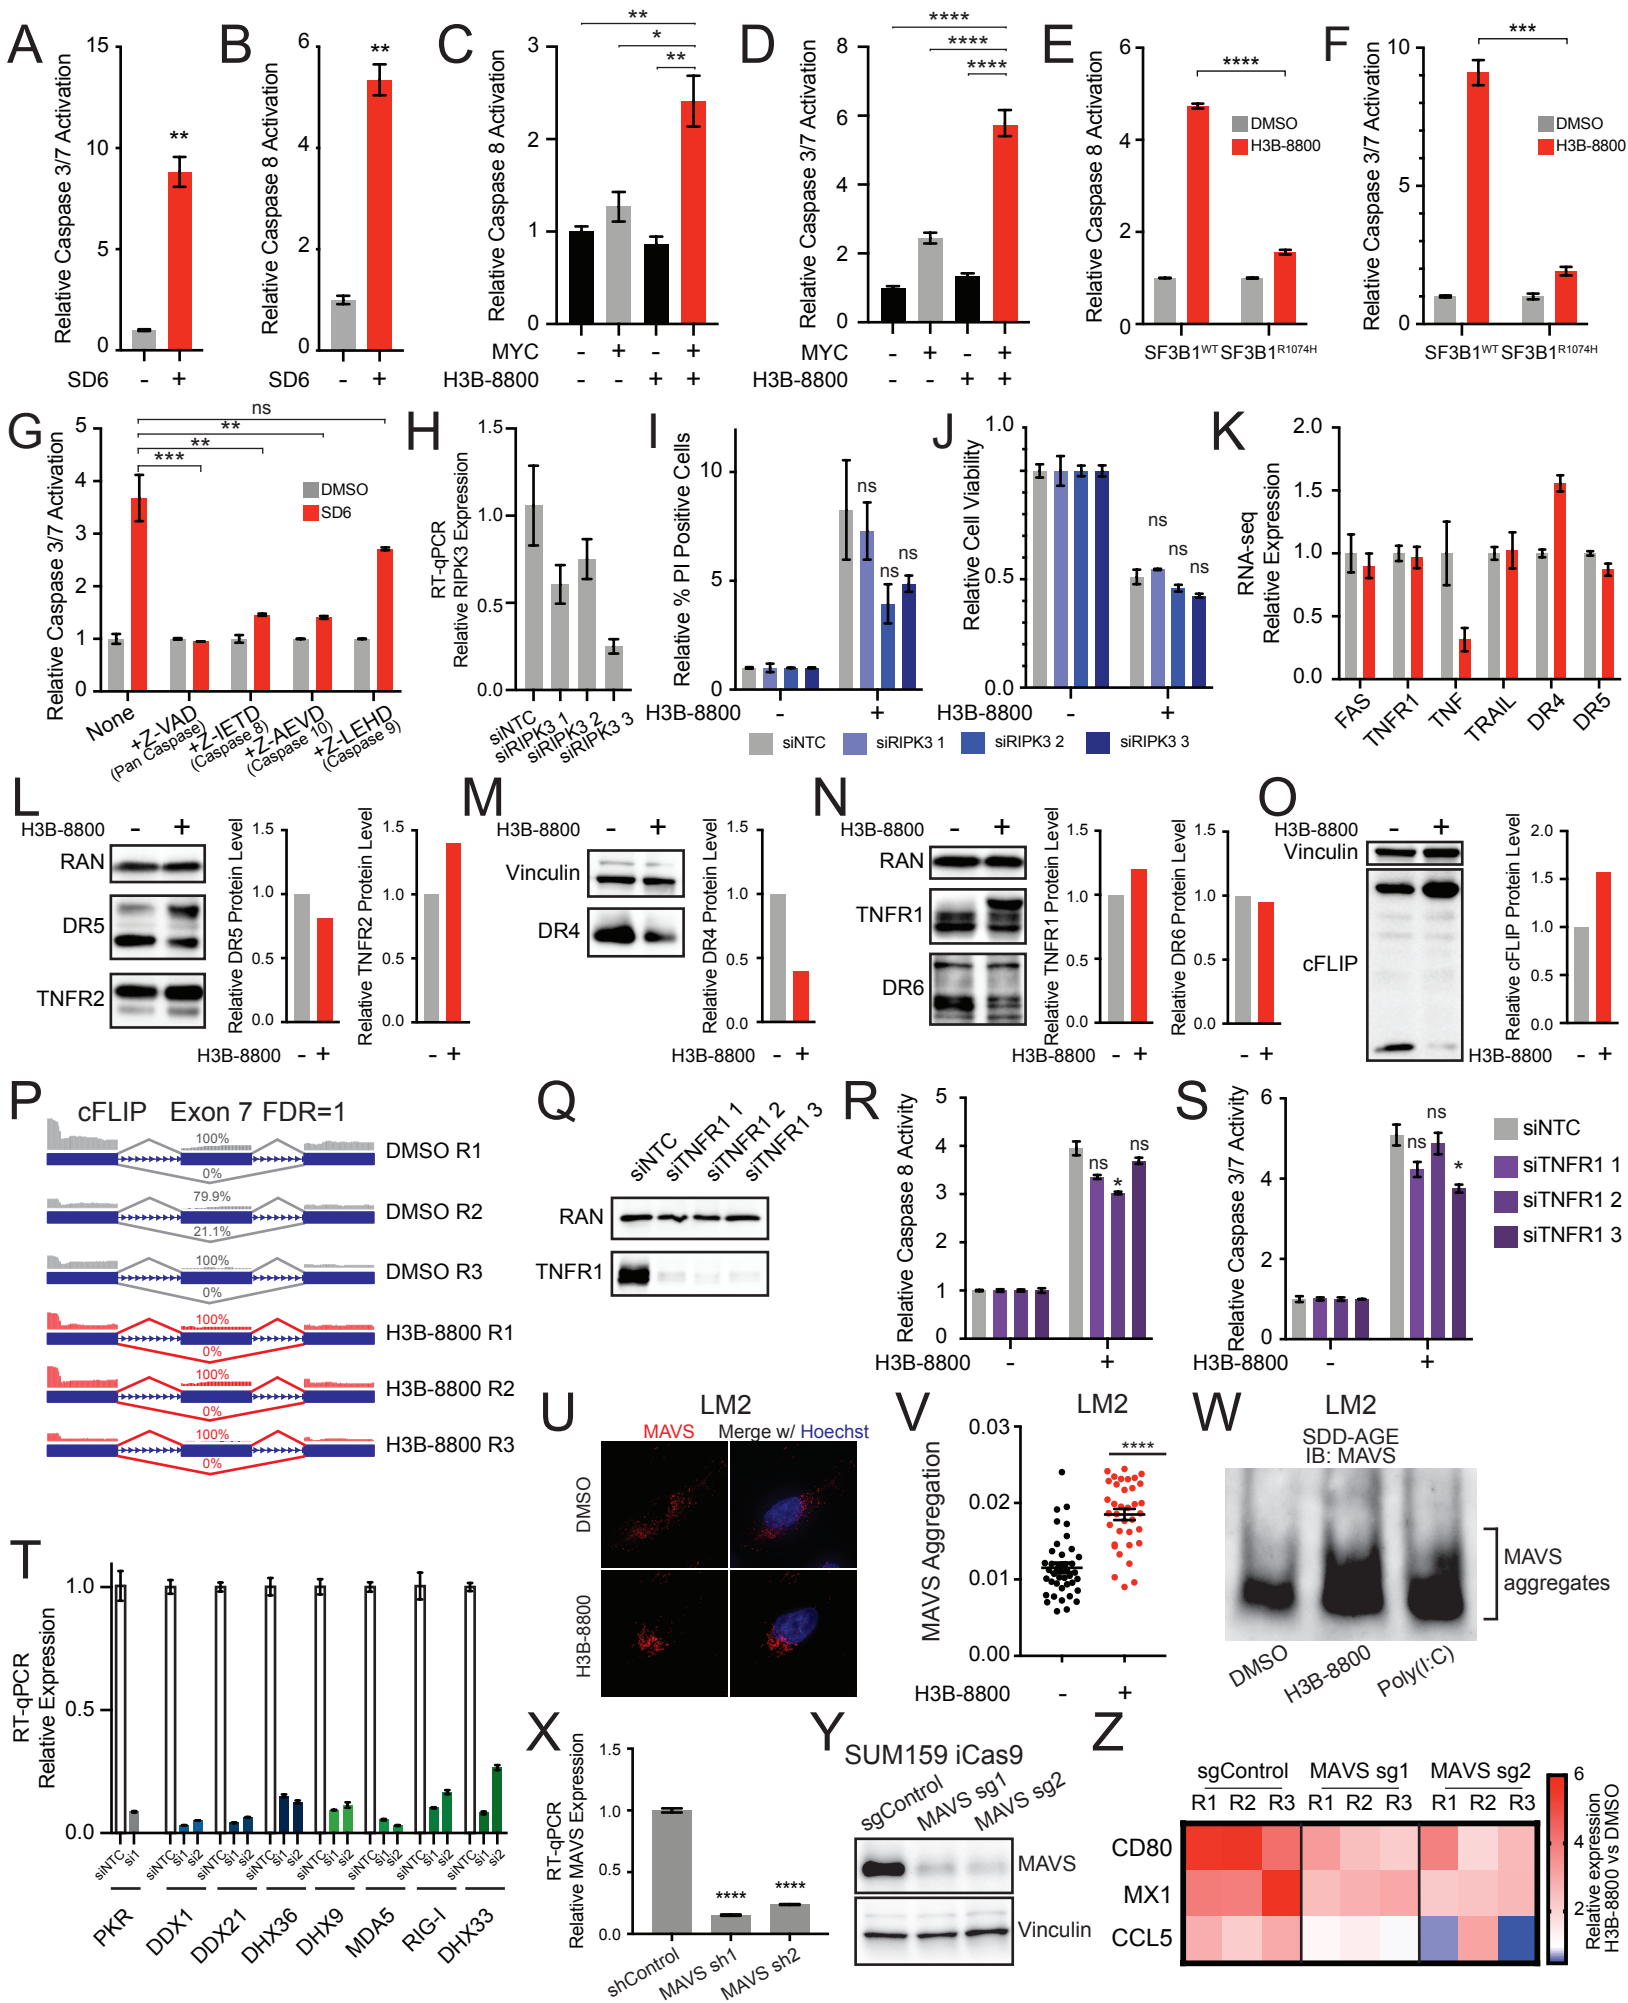 A
Relative Caspase 3/7 Activation
15
10
5
0
**
SD6
- +
B
Relative Caspase 8 Activation
6
4
2
0
**
SD6
- +
C
Relative Caspase 8 Activation
3
2
1
0
**
*
**
MYC - + - +
H3B-8800 - - + +
D
Relative Caspase 3/7 Activation
8
6
4
2
0
****
****
****
MYC - + - +
H3B-8800 - - + +
E
Relative Caspase 8 Activation
6
4
2
0
****
DMSO
H3B-8800
SF3B1WT SF3B1R1074H
F
Relative Caspase 3/7 Activation
10
5
0
***
DMSO
H3B-8800
SF3B1WT SF3B1R1074H
G
Relative Caspase 3/7 Activation
5
4
3
2
1
0
ns
**
**
***
DMSO
SD6
None
+Z-VAD
(Pan Caspase)
+Z-IETD
(Caspase 8)
+Z-AEVD
(Caspase 10)
+Z-LEHD
(Caspase 9)
H
RT-qPCR
Relative RIPK3 Expression
1.5
1.0
0.5
0.0
siNTC
siRIPK3 1
siRIPK3 2
siRIPK3 3
I
Relative % PI Positive Cells
10
5
0
ns
ns
ns
H3B-8800 - +
J
Relative Cell Viability
1.0
0.5
0.0
ns
ns
ns
H3B-8800 - +
siNTC siRIPK3 1 siRIPK3 2 siRIPK3 3
K
RNA-seq
Relative Expression
2.0
1.5
1.0
0.5
0.0
FAS
TNFR1
TNF
TRAIL
DR4
DR5
L
H3B-8800 - +
RAN
DR5
TNFR2
Relative DR5 Protein Level
1.5
1.0
0.5
0.0
Relative TNFR2 Protein Level
1.5
1.0
0.5
0.0
H3B-8800 - + - +
M
H3B-8800 - +
Vinculin
DR4
Relative DR4 Protein Level
1.5
1.0
0.5
0.0
H3B-8800 - +
N
H3B-8800 - +
RAN
TNFR1
DR6
Relative TNFR1 Protein Level
1.5
1.0
0.5
0.0
Relative DR6 Protein Level
1.5
1.0
0.5
0.0
H3B-8800 - + - +
O
H3B-8800 - +
Vinculin
cFLIP
Relative cFLIP Protein Level
2.0
1.5
1.0
0.5
0.0
H3B-8800 - +
P
cFLIP Exon 7 FDR=1
100%
0%
DMSO R1
79.9%
21.1%
DMSO R2
100%
0%
DMSO R3
100%
0%
H3B-8800 R1
100%
0%
H3B-8800 R2
100%
0%
H3B-8800 R3
Q
siNTC
siTNFR1 1
siTNFR1 2
siTNFR1 3
RAN
TNFR1
R
Relative Caspase 8 Activity
5
4
3
2
1
0
ns
*
ns
H3B-8800 - +
S
Relative Caspase 3/7 Activity
6
4
2
0
ns
ns
*
H3B-8800 - +
siNTC
siTNFR1 1
siTNFR1 2
siTNFR1 3
T
RT-qPCR
Relative Expression
1.0
0.5
0.0
siNTC si1
siNTC si1 si2
siNTC si1 si2
siNTC si1 si2
siNTC si1 si2
siNTC si1 si2
siNTC si1 si2
siNTC si1 si2
PKR
DDX1
DDX21
DHX36
DHX9
MDA5
RIG-I
DHX33
U
LM2
MAVS
Merge w/ Hoechst
DMSO
H3B-8800
V
LM2
MAVS Aggregation
0.03
0.02
0.01
0.00
****
H3B-8800 - +
W
LM2
SDD-AGE
IB: MAVS
MAVS
aggregates
DMSO
H3B-8800
Poly(I:C)
X
RT-qPCR
Relative MAVS Expression
1.5
1.0
0.5
0.0
****
****
shControl
MAVS sh1
MAVS sh2
Y
SUM159 iCas9
sgControl
MAVS sg1
MAVS sg2
MAVS
Vinculin
Z
sgControl MAVS sg1 MAVS sg2
R1 R2 R3 R1 R2 R3 R1 R2 R3
CD80
MX1
CCL5
6
4
2
Relative expression
H3B-8800 vs DMSO